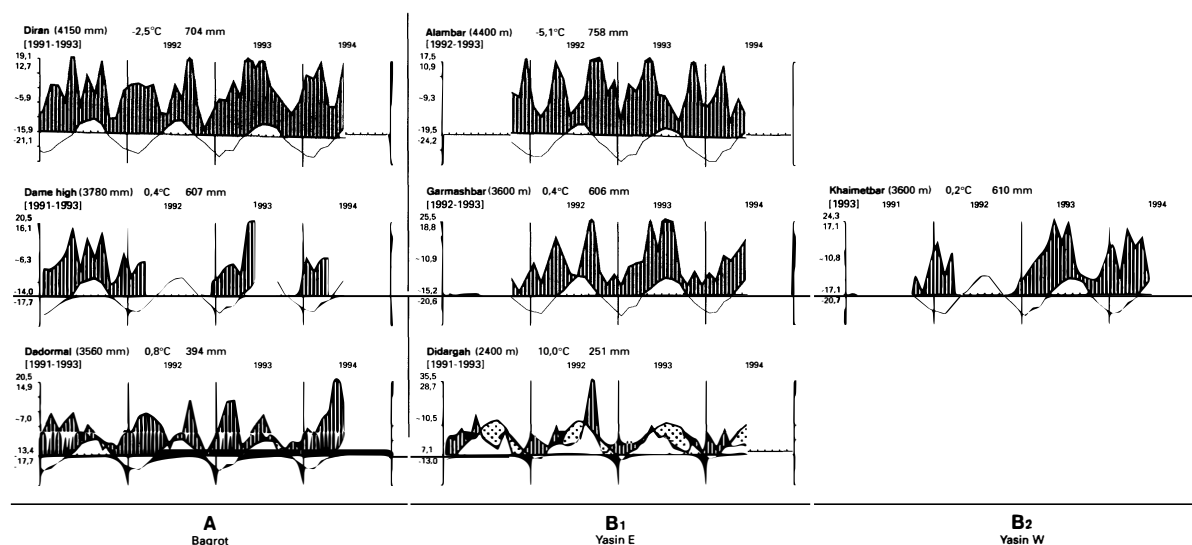 Diran (4150 mm) -2,5°C 704 mm
[1991-1993] 1992 1993 1994
19,1
12,7
-5,9
-15,9
-21,1
Dame high (3780 mm) 0,4°C 607 mm
[1991-1993] 1992 1993 1994
20,5
16,1
-6,3
-14,0
-17,7
Dadormal (3560 mm) 0,8°C 394 mm
[1991-1993] 1992 1993 1994
20,5
14,9
-7,0
13,4
-17,7
A
Bagrot
Alambar (4400 m) -5,1°C 758 mm
[1992-1993] 1992 1993 1994
17,5
10,9
-9,3
-19,5
-24,2
Garmashbar (3600 m) 0,4°C 606 mm
[1992-1993] 1992 1993 1994
25,5
18,8
-10,9
-15,2
-20,6
Didargah (2400 m) 10,0°C 251 mm
[1991-1993] 1992 1993 1994
35,5
28,7
-10,5
7,1
-13,0
B1
Yasin E
Khaimetbar (3600 m) 0,2°C 610 mm
[1993] 1991 1992 1993 1994
24,3
17,1
-10,8
-17,1
-20,7
B2
Yasin W